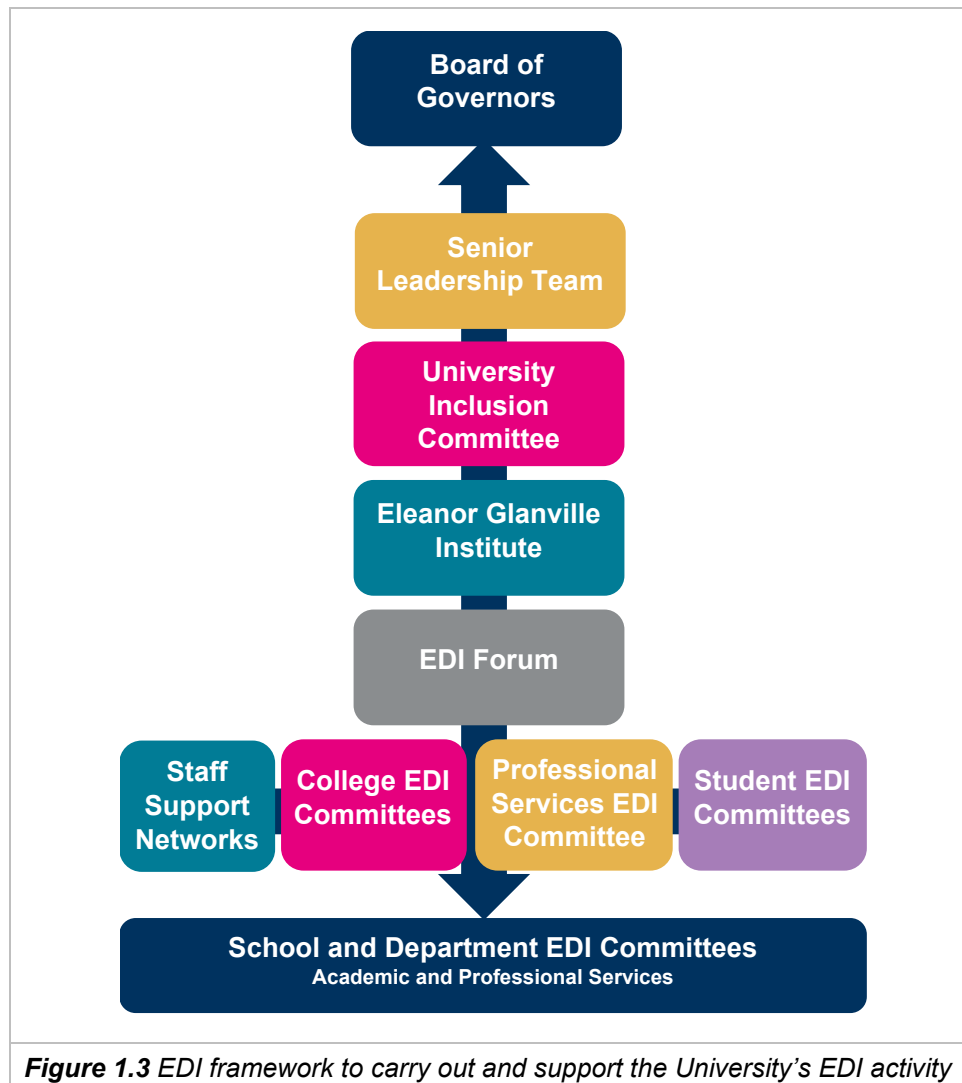 Board of
Governors
Senior
Leadership Team
University
Inclusion
Committee
Eleanor Glanville
Institute
EDI Forum
Staff
Support
Networks
College EDI
Committees
Professional
Services EDI
Committee
Student EDI
Committees
School and Department EDI Committees
Academic and Professional Services
Figure 1.3 EDI framework to carry out and support the University’s EDI activity